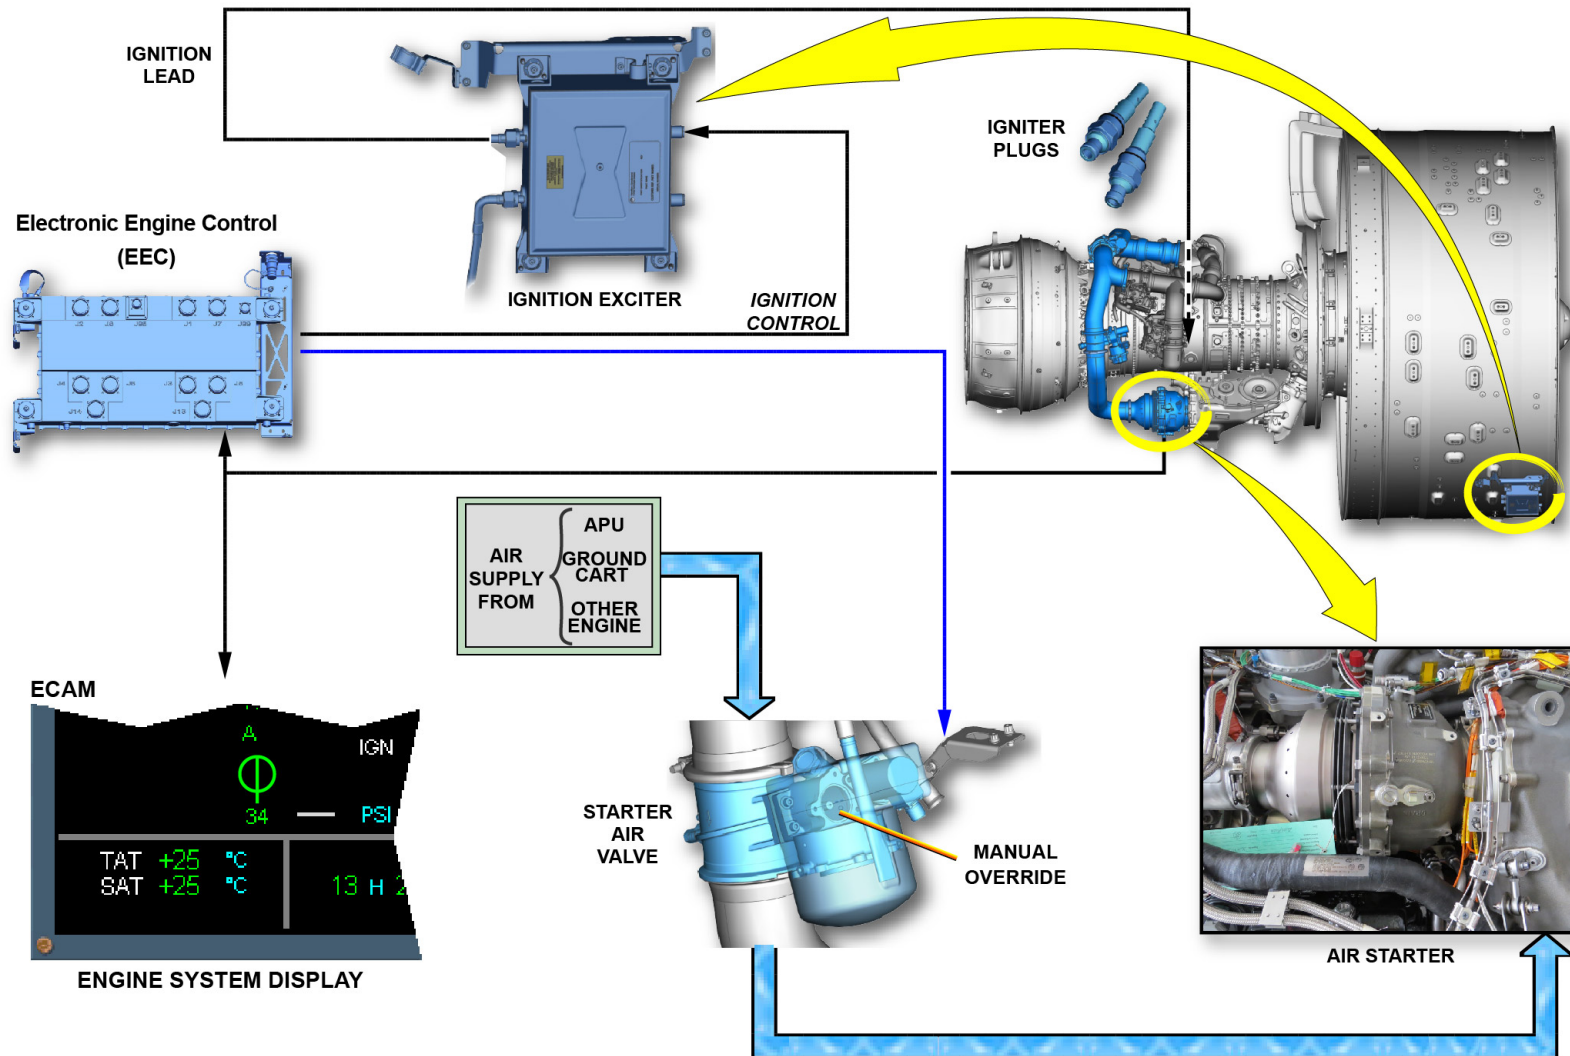 IGNITION
LEAD
IGNITER
PLUGS
Electronic Engine Control
(EEC)
IGNITION EXCITER
IGNITION
CONTROL
J1
J7
AIR
SUPPLY
FROM
APU
GROUND
CART
OTHER
ENGINE
ECAM
A
IGN
34
PSI
TAT +25 °C
SAT +25 °C
13 H
STARTER
AIR
VALVE
MANUAL
OVERRIDE
AIR STARTER
ENGINE SYSTEM DISPLAY